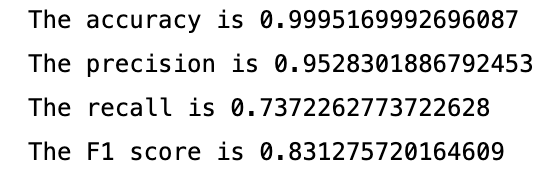 The accuracy is 0.9995169992696087
The precision is 0.9528301886792453
The recall is 0.7372262773722628
The F1 score is 0.831275720164609